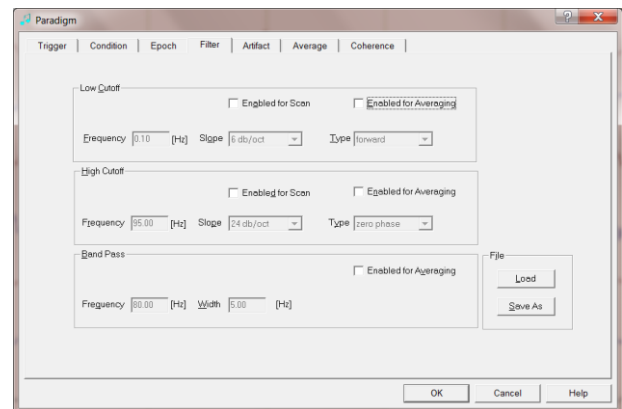 Paradigm
Trigger Condition Epoch Filter Artifact Average Coherence
Low Cutoff
Enabled for Scan Enabled for Averaging
Frequency 0.10 [Hz] Slope 6 db/oct Type forward
High Cutoff
Enabled for Scan Enabled for Averaging
Frequency 95.00 [Hz] Slope 24 db/oct Type zero phase
Band Pass
Enabled for Averaging
Frequency 80.00 [Hz] Width 5.00 [Hz]
File
Load
Save As
OK Cancel Help